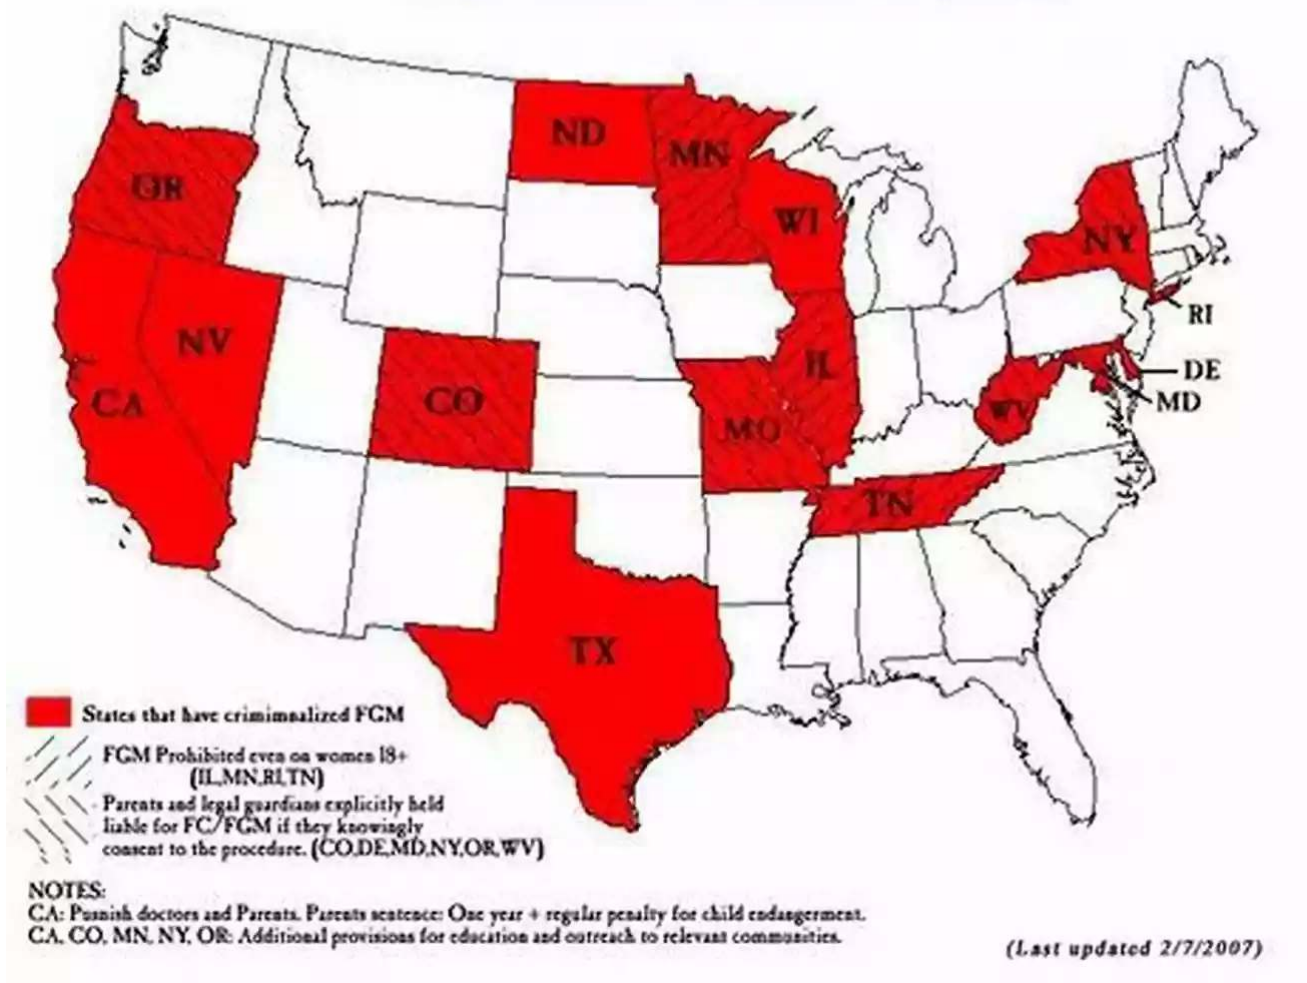 ND
MN
OR
WI
NY
RI
NV
IL
DE
CA
CO
MD
WV
MO
TN
TX
States that have crimimnalized FGM
FGM Prohibited even on women 18+
(IL,MN,RI,TN)
Parents and legal guardians explicitly held
liable for FC/FGM if they knowingly
consent to the procedure. (CO,DE,MD,NY,OR,WV)
NOTES:
CA: Pusnish doctors and Parents. Parents sentence: One year + regular penalty for child endangerment.
CA, CO, MN, NY, OR: Additional provisions for education and outreach to relevant communities.
(Last updated 2/7/2007)